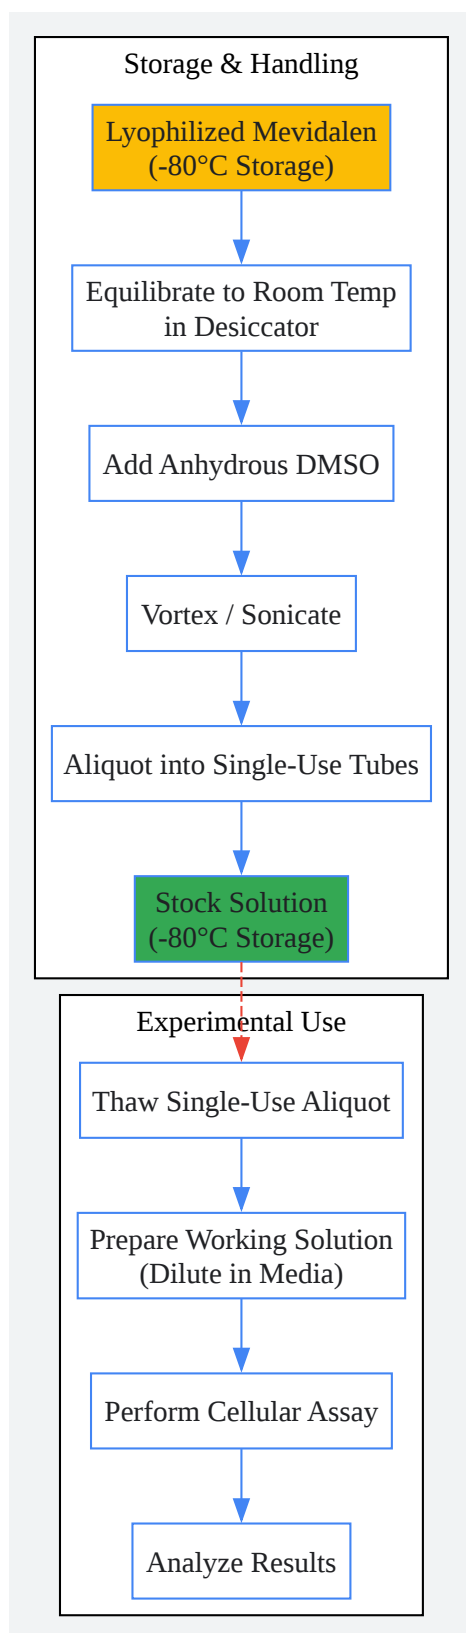 Storage & Handling
Lyophilized Mevidalen
(-80°C Storage)
Equilibrate to Room Temp
in Desiccator
Add Anhydrous DMSO
Vortex / Sonicate
Aliquot into Single-Use Tubes
Stock Solution
(-80°C Storage)
Experimental Use
Thaw Single-Use Aliquot
Prepare Working Solution
(Dilute in Media)
Perform Cellular Assay
Analyze Results